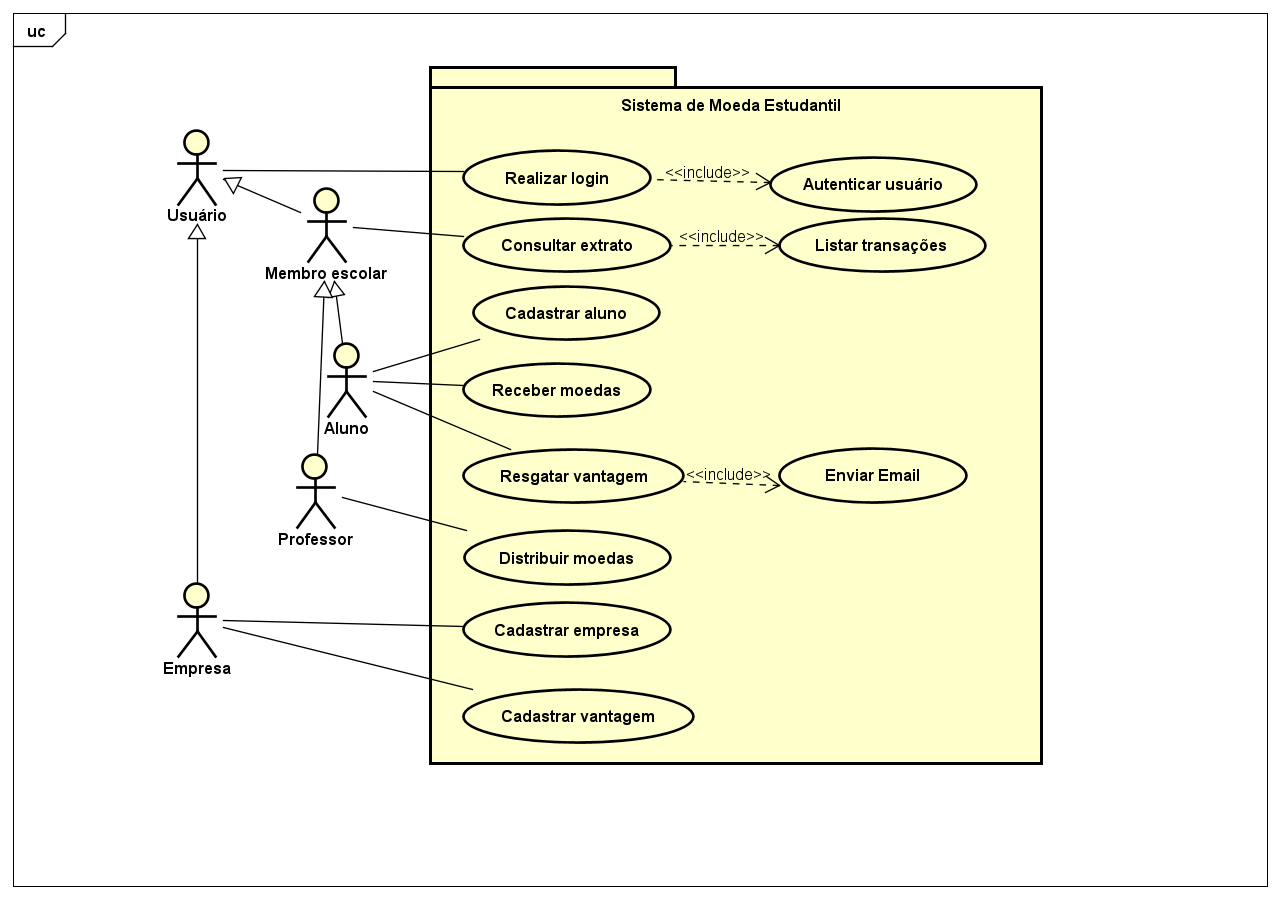 uc
Sistema de Moeda Estudantil
Usuário
Realizar login
<<include>>
Autenticar usuário
Membro escolar
Consultar extrato
<<include>>
Listar transações
Cadastrar aluno
Aluno
Receber moedas
Resgatar vantagem
<<include>>
Enviar Email
Professor
Distribuir moedas
Empresa
Cadastrar empresa
Cadastrar vantagem